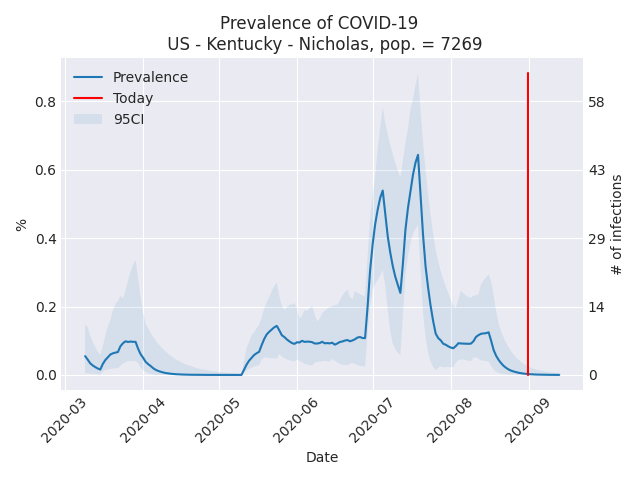 Prevalence of COVID-19
US - Kentucky - Nicholas, pop. = 7269
Prevalence
Today
95CI
0.8
0.6
0.4
0.2
0.0
%
58
43
29
14
0
# of infections
2020-03
2020-04
2020-05
2020-06
2020-07
2020-08
2020-09
Date